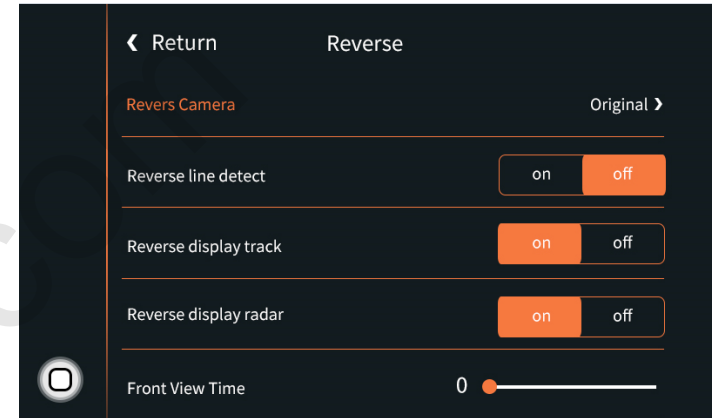 Return Reverse
Revers Camera Original
Reverse line detect on off
Reverse display track on off
Reverse display radar on off
Front View Time 0
com